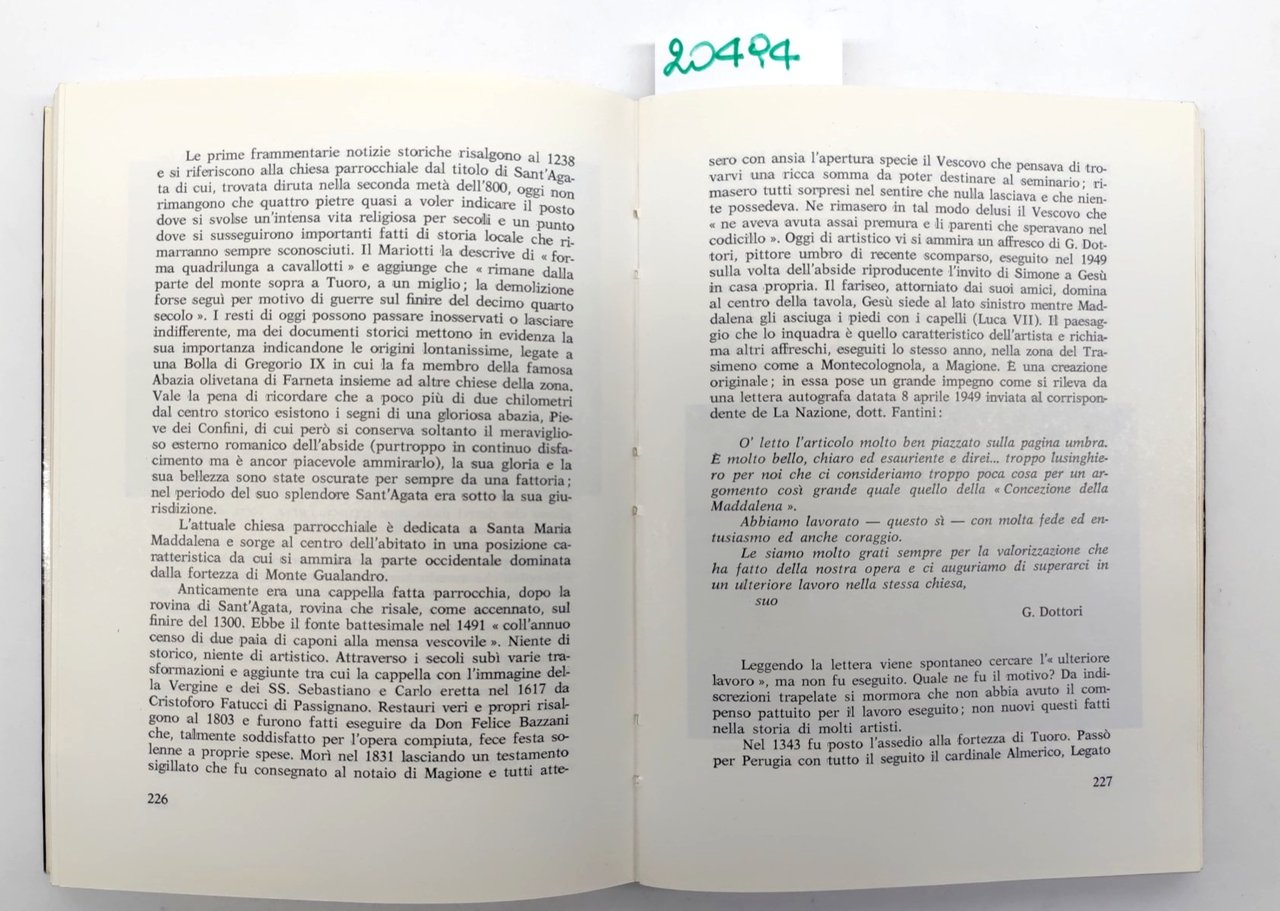 20494
Le prime frammentarie notizie storiche risalgono al 1238
e si riferiscono alla chiesa parrocchiale dal titolo di Sant'Aga-
ta di cui, trovata diruta nella seconda metà dell'800, oggi non
rimangono che quattro pietre quasi a voler indicare il posto
dove si svolse un'intensa vita religiosa per secoli e un punto
dove si susseguirono importanti fatti di storia locale che ri-
marranno sempre sconosciuti. Il Mariotti la descrive di « for-
ma quadrilunga a cavallotti » e aggiunge che « rimane dalla
parte del monte sopra a Tuoro, a un miglio; la demolizione
forse seguì per motivo di guerre sul finire del decimo quarto
secolo ». I resti di oggi possono passare inosservati o lasciare
indifferente, ma dei documenti storici mettono in evidenza la
sua importanza indicandone le origini lontanissime, legate a
una Bolla di Gregorio IX in cui la fa membro della famosa
Abazia olivetana di Farneta insieme ad altre chiese della zona.
Vale la pena di ricordare che a poco più di due chilometri
dal centro storico esistono i segni di una gloriosa abazia, Pie-
ve dei Confini, di cui però si conserva soltanto il meraviglio-
so esterno romanico dell'abside (purtroppo in continuo disfa-
cimento ma è ancor piacevole ammirarlo), la sua gloria e la
sua bellezza sono state oscurate per sempre da una fattoria;
nel periodo del suo splendore Sant'Agata era sotto la sua giu-
risdizione.
L'attuale chiesa parrocchiale è dedicata a Santa Maria
Maddalena e sorge al centro dell'abitato in una posizione ca-
ratteristica da cui si ammira la parte occidentale dominata
dalla fortezza di Monte Gualandro.
Anticamente era una cappella fatta parrocchia, dopo la
rovina di Sant'Agata, rovina che risale, come accennato, sul
finire del 1300. Ebbe il fonte battesimale nel 1491 « coll'annuo
censo di due paia di caponi alla mensa vescovile ». Niente di
storico, niente di artistico. Attraverso i secoli subì varie tra-
sformazioni e aggiunte tra cui la cappella con l'immagine del-
la Vergine e dei SS. Sebastiano e Carlo eretta nel 1617 da
Cristoforo Fatucci di Passignano. Restauri veri e propri risal-
gono al 1803 e furono fatti eseguire da Don Felice Bazzani
che, talmente soddisfatto per l'opera compiuta, fece festa so-
lenne a proprie spese. Morì nel 1831 lasciando un testamento
sigillato che fu consegnato al notaio di Magione e tutti atte-
226
sero con ansia l'apertura specie il Vescovo che pensava di tro-
varvi una ricca somma da poter destinare al seminario; ri-
masero tutti sorpresi nel sentire che nulla lasciava e che nien-
te possedeva. Ne rimasero in tal modo delusi il Vescovo che
« ne aveva avuta assai premura e li parenti che speravano nel
codicillo ». Oggi di artistico vi si ammira un affresco di G. Dot-
tori, pittore umbro di recente scomparso, eseguito nel 1949
sulla volta dell'abside riproducente l'invito di Simone a Gesù
in casa propria. Il fariseo, attorniato dai suoi amici, domina
al centro della tavola, Gesù siede al lato sinistro mentre Mad-
dalena gli asciuga i piedi con i capelli (Luca VII). Il paesag-
gio che lo inquadra è quello caratteristico dell'artista e richia-
ma altri affreschi, eseguiti lo stesso anno, nella zona del Tra-
simeno come a Montecolognola, a Magione. È una creazione
originale; in essa pose un grande impegno come si rileva da
una lettera autografa datata 8 aprile 1949 inviata al corrispon-
dente de La Nazione, dott. Fantini:
O' letto l'articolo molto ben piazzato sulla pagina umbra.
È molto bello, chiaro ed esauriente e direi... troppo lusinghie-
ro per noi che ci consideriamo troppo poca cosa per un ar-
gomento così grande quale quello della « Concezione della
Maddalena ».
Abbiamo lavorato — questo sì — con molta fede ed en-
tusiasmo ed anche coraggio.
Le siamo molto grati sempre per la valorizzazione che
ha fatto della nostra opera e ci auguriamo di superarci in
un ulteriore lavoro nella stessa chiesa,
suo
G. Dottori
Leggendo la lettera viene spontaneo cercare l'« ulteriore
lavoro », ma non fu eseguito. Quale ne fu il motivo? Da indi-
screzioni trapelate si mormora che non abbia avuto il com-
penso pattuito per il lavoro eseguito; non nuovi questi fatti
nella storia di molti artisti.
Nel 1343 fu posto l'assedio alla fortezza di Tuoro. Passò
per Perugia con tutto il seguito il cardinale Almerico, Legato
227